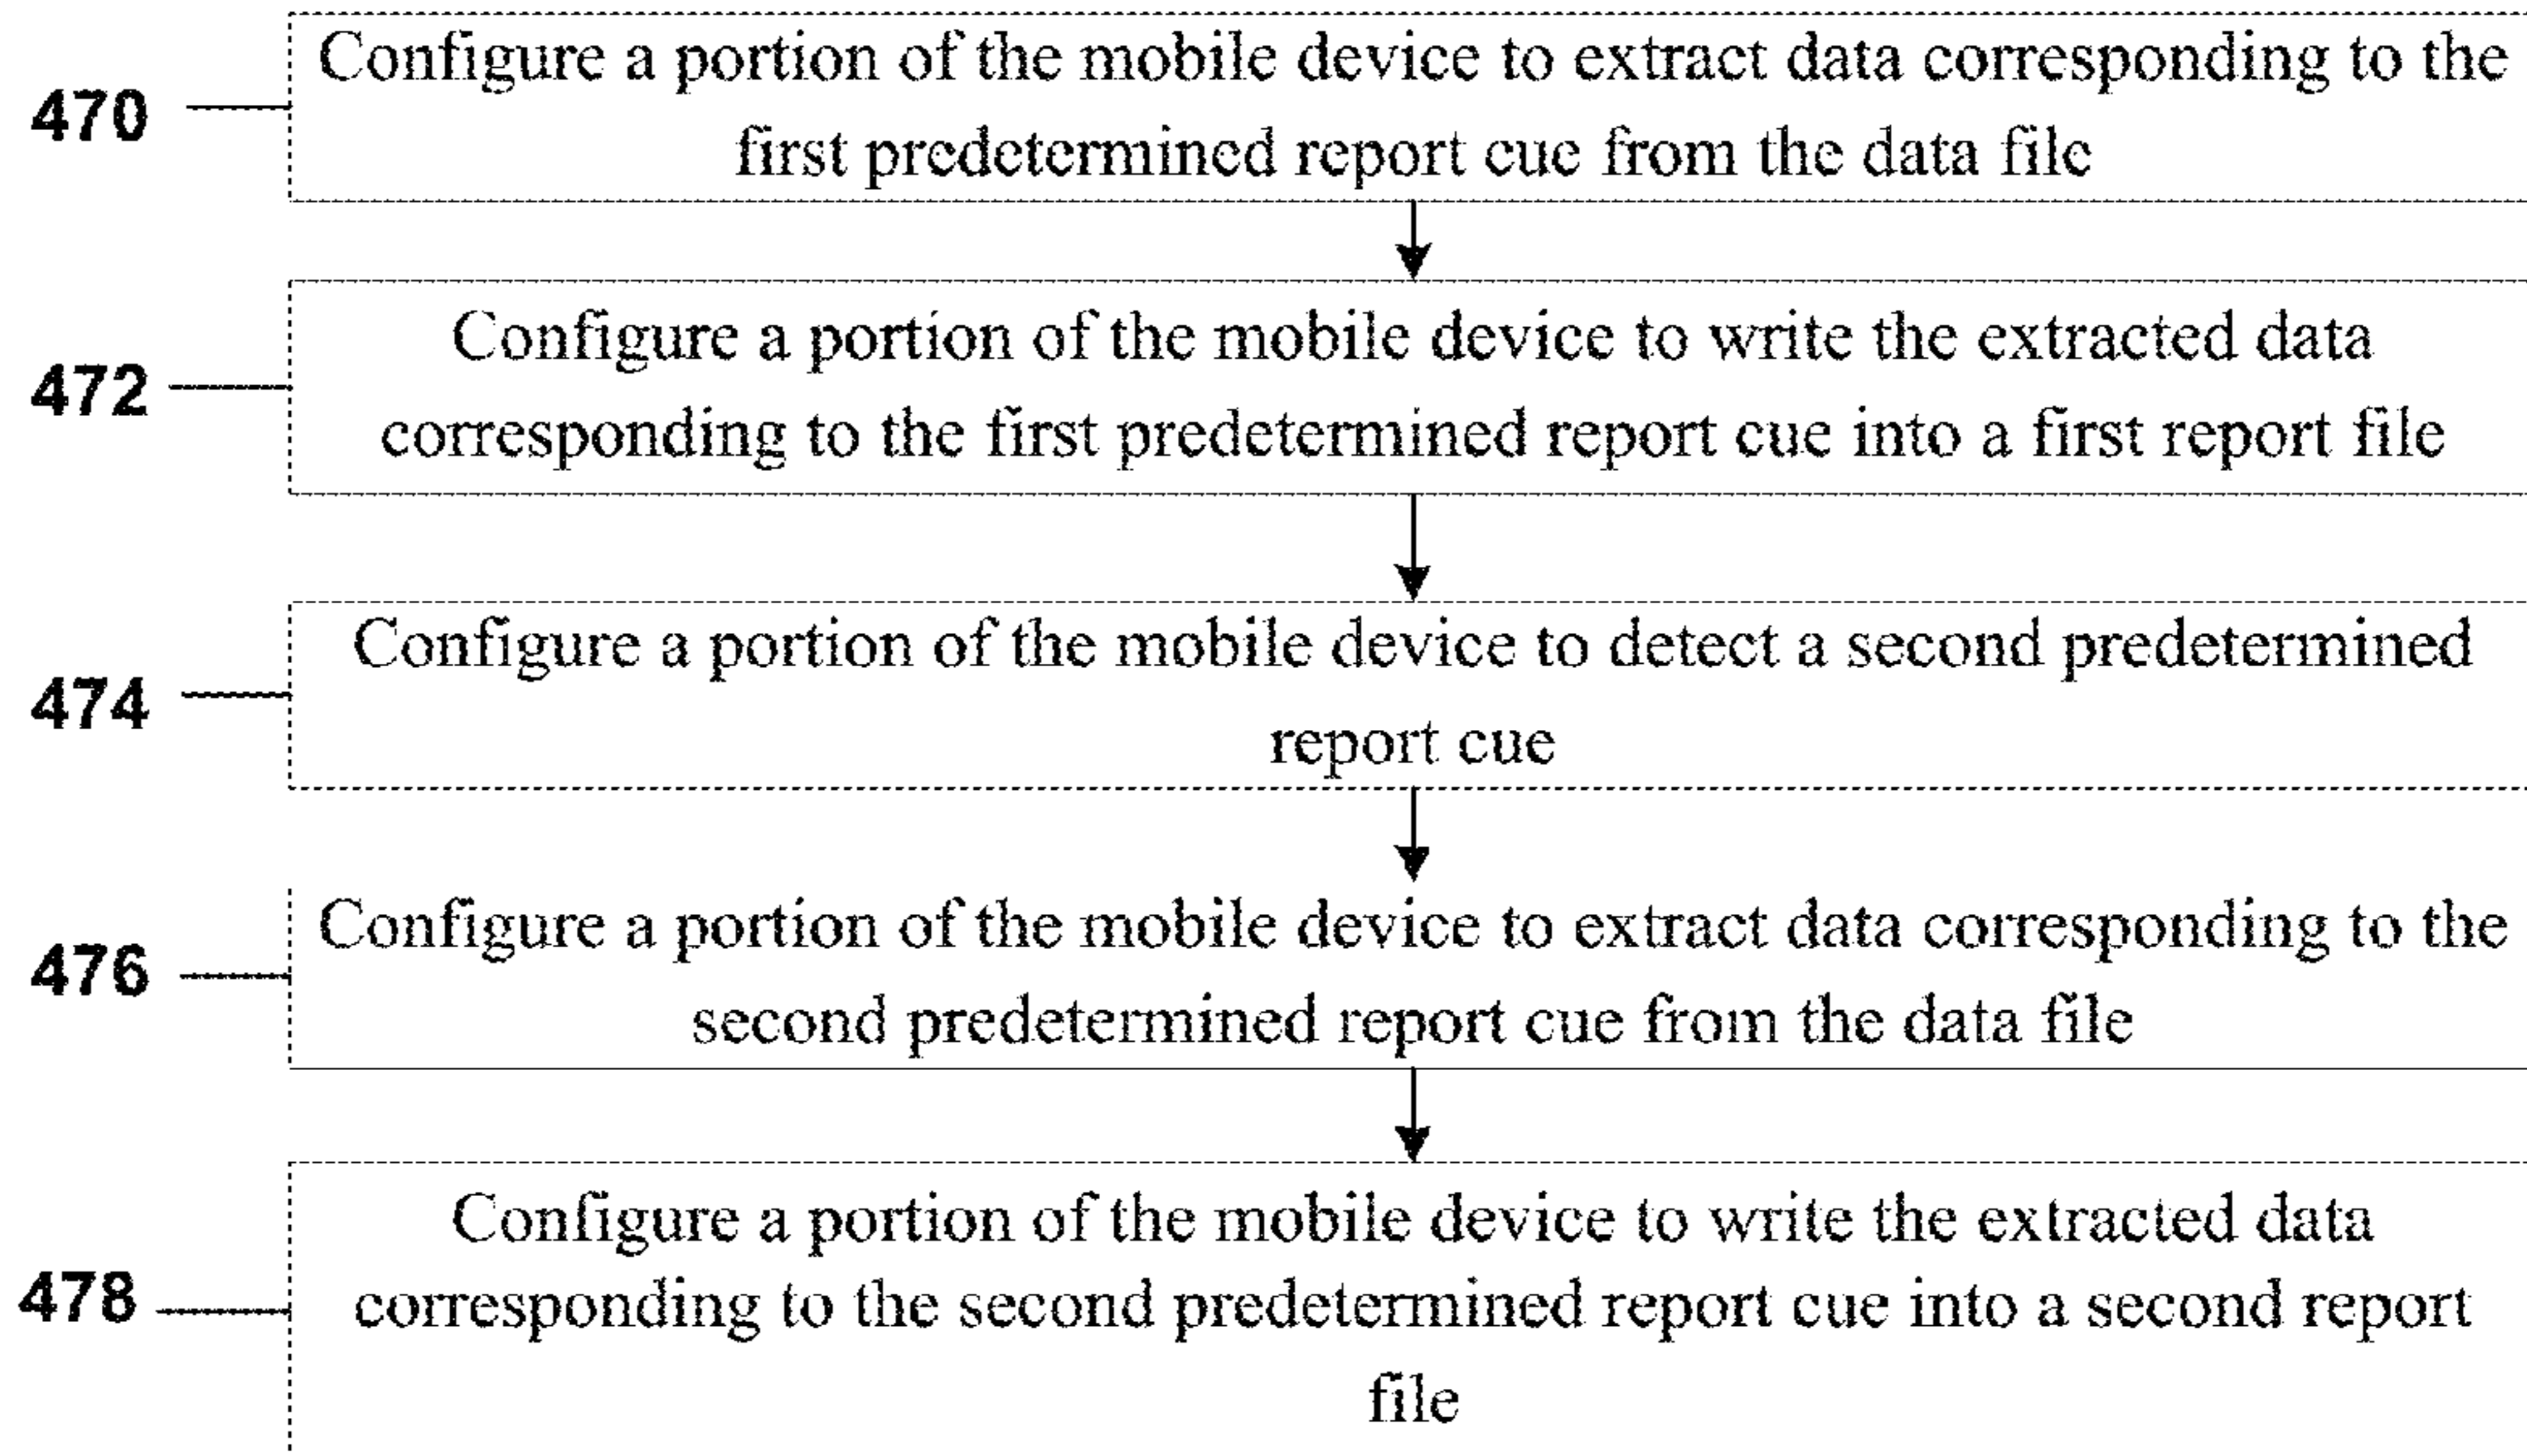 Configure a portion of the mobile device to extract data corresponding to the
470
first predetermined report cue from the data file
Configure a portion of the mobile device to write the extracted data
472
corresponding to the first predetermined report cue into a first report file
Configure a portion of the mobile device to detect a second predetermined
474
report cue
Configure a portion of the mobile device to extract data corresponding to the
476
second predetermined report cue from the data file
Configure a portion of the mobile device to write the extracted data
478
corresponding to the second predetermined report cue into a second report
file